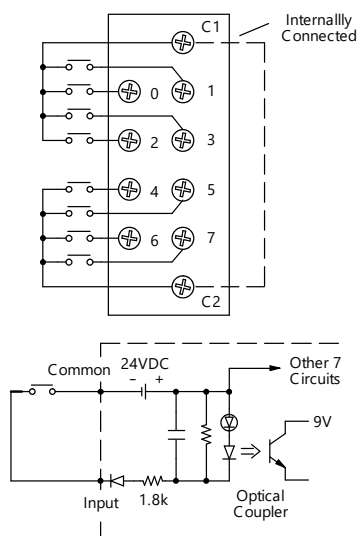 C1
Internallly
Connected
0
1
2
3
4
5
6
7
C2
Common
24VDC
– +
Other 7
Circuits
9V
Input
1.8k
Optical
Coupler